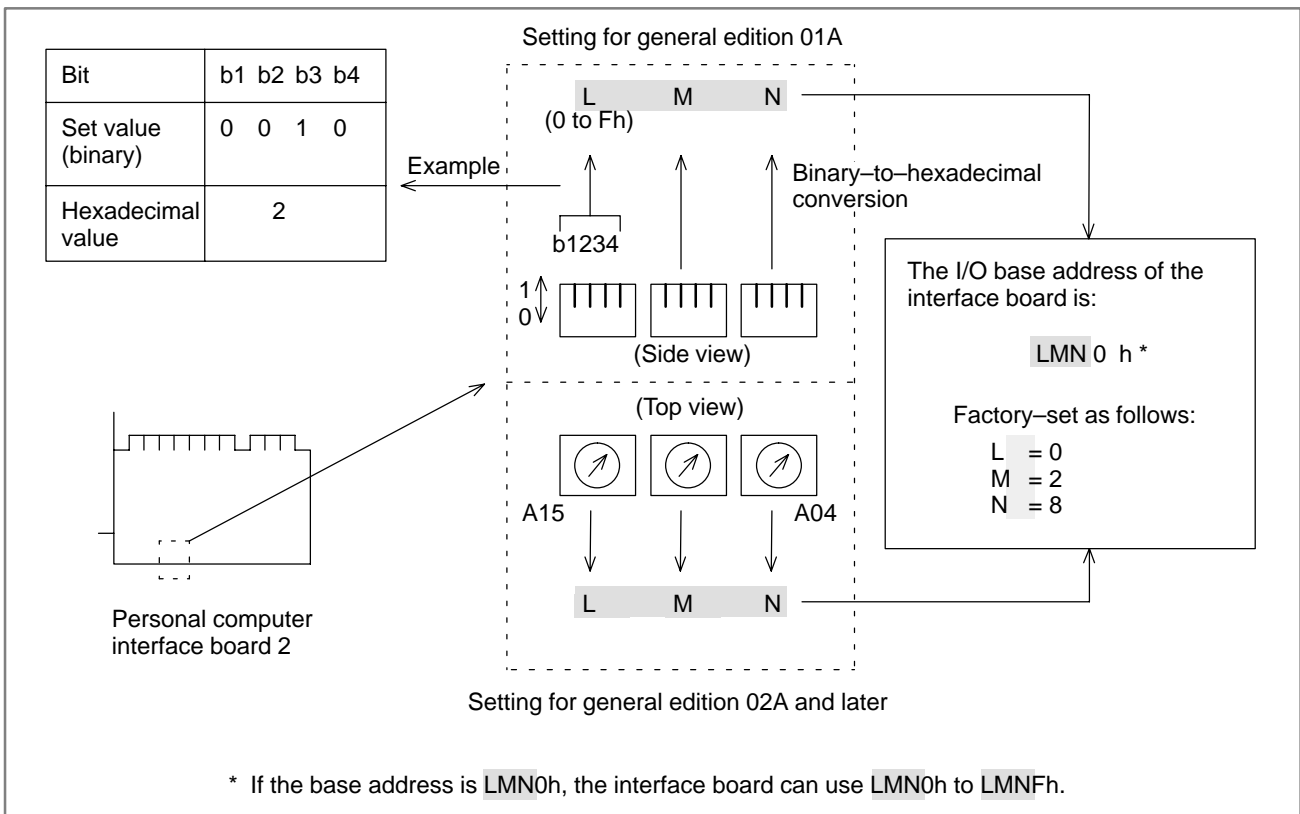 Setting for general edition 01A
Bit b1 b2 b3 b4
Set value
(binary) 0 0 1 0
Hexadecimal
value 2
Example
L M N
(0 to Fh)
Binary–to–hexadecimal
conversion
b1234
1
0
(Side view)
The I/O base address of the
interface board is:
LMN 0 h *
Factory–set as follows:
L = 0
M = 2
N = 8
(Top view)
A15 A04
L M N
Personal computer
interface board 2
Setting for general edition 02A and later
* If the base address is LMN0h, the interface board can use LMN0h to LMNFh.